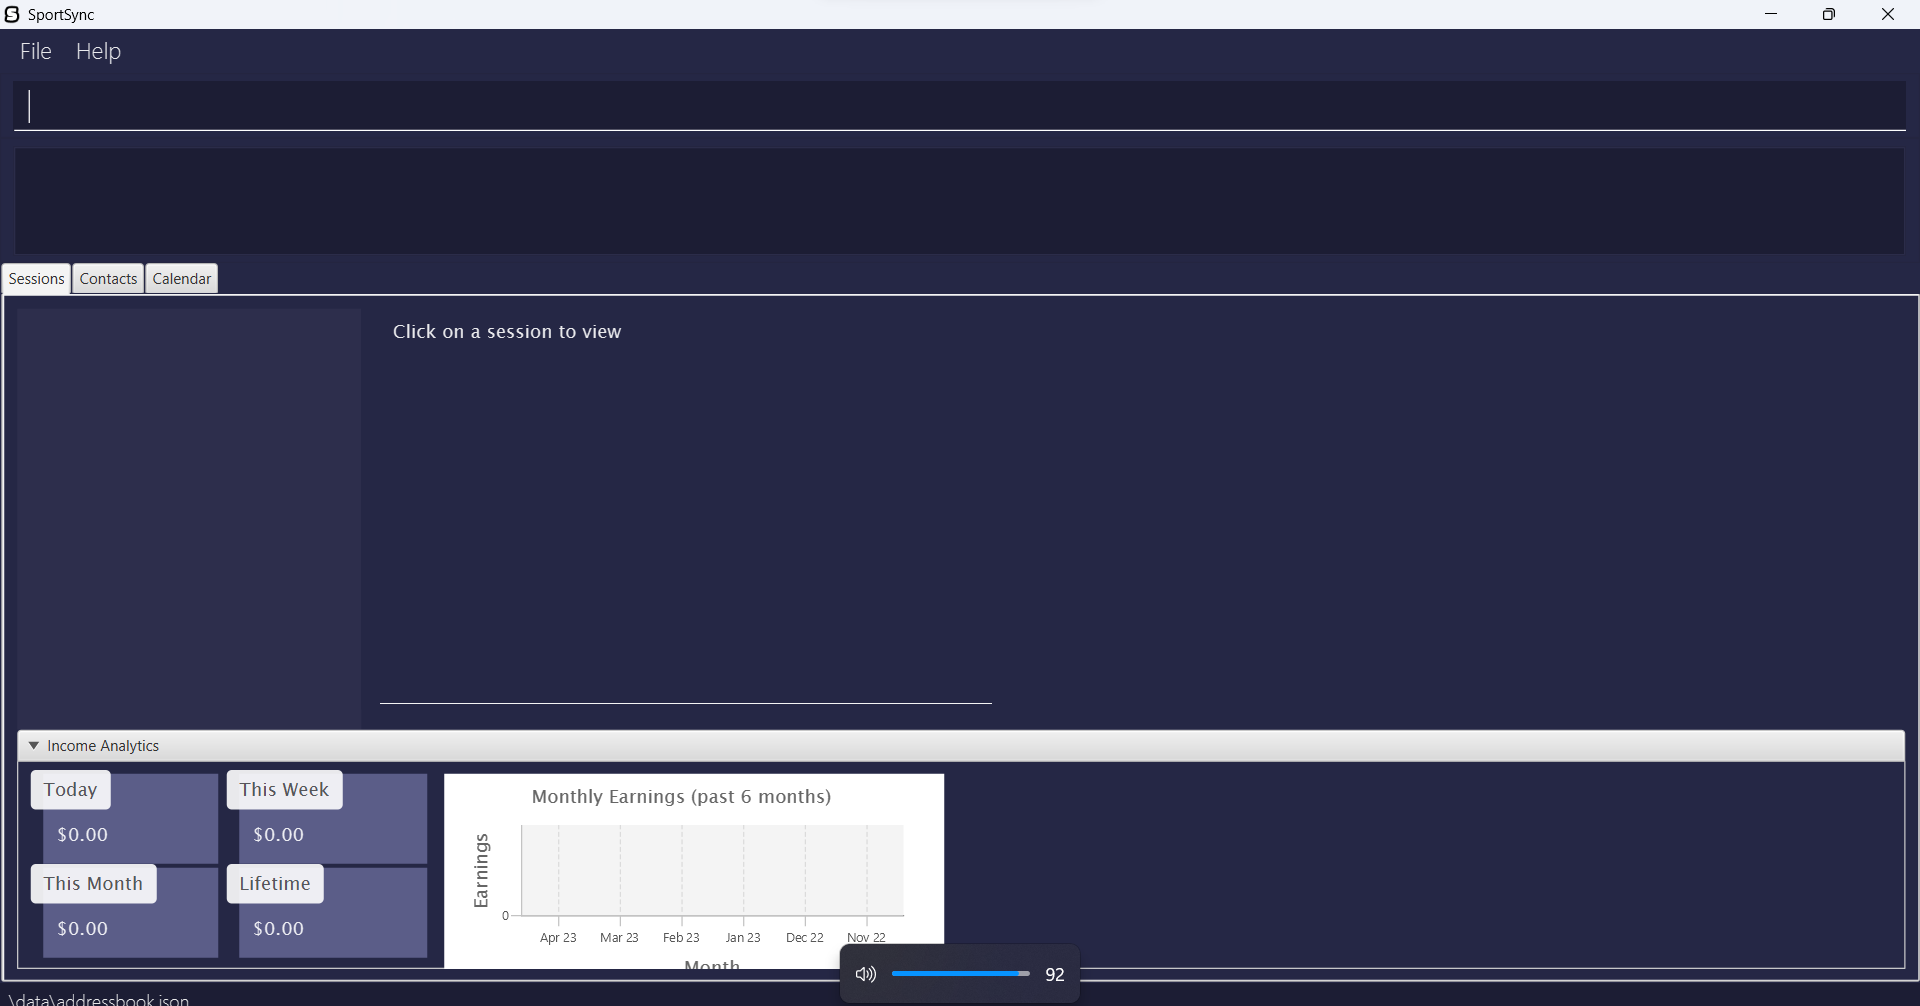 SportSync
File Help
Sessions Contacts Calendar
Click on a session to view
Income Analytics
Today
$0.00
This Week
$0.00
This Month
$0.00
Lifetime
$0.00
Monthly Earnings (past 6 months)
Earnings
0
Apr 23 Mar 23 Feb 23 Jan 23 Dec 22 Nov 22
Month
92
.\data\addressbook.json